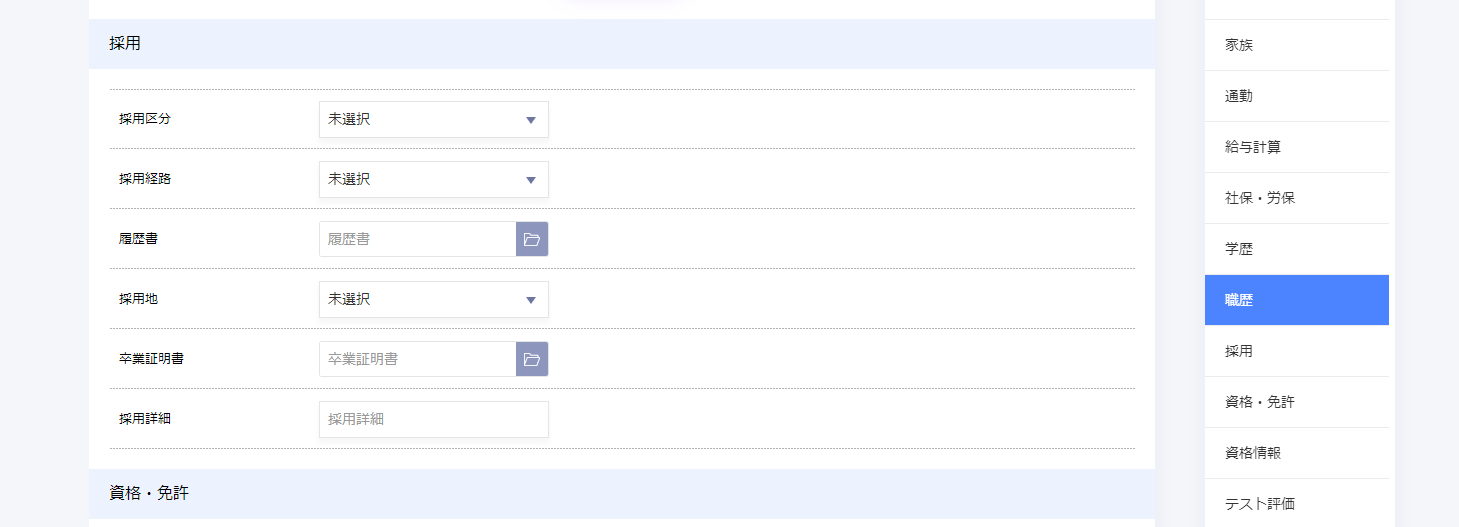 採用
採用区分
未選択
採用経路
未選択
履歴書
履歴書
採用地
未選択
卒業証明書
卒業証明書
採用詳細
採用詳細
資格・免許
家族
通勤
給与計算
社保・労保
学歴
職歴
採用
資格・免許
資格情報
テスト評価